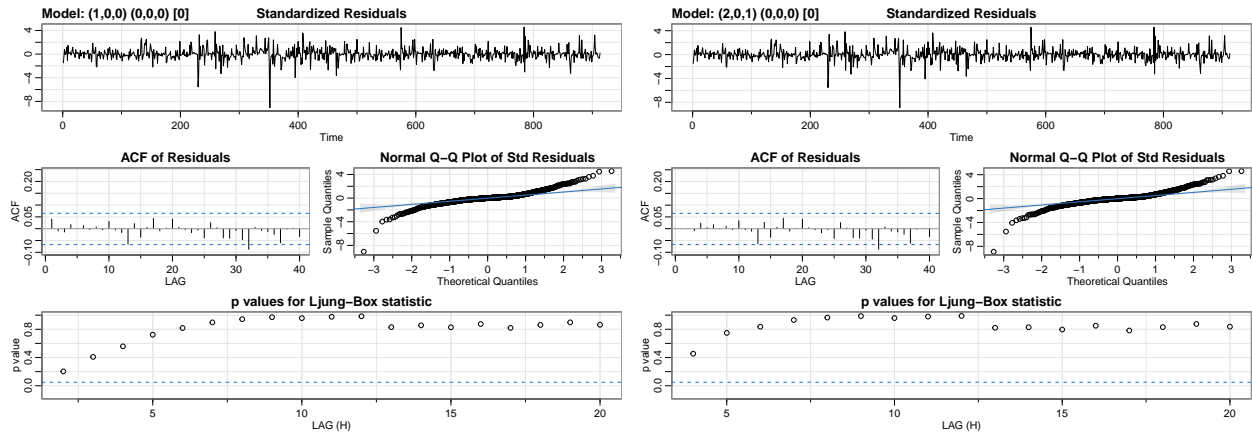 Model: (1,0,0) (0,0,0) [0] Standardized Residuals
4
0
−4
−8
0 200 400 600 800
Time
ACF of Residuals
ACF
−0.10 0.05 0.20
0 10 20 30 40
LAG
Normal Q−Q Plot of Std Residuals
Sample Quantiles
−8 −4 0 4
−3 −2 −1 0 1 2 3
Theoretical Quantiles
p values for Ljung−Box statistic
p value
0.0 0.4 0.8
5 10 15 20
LAG (H)
Model: (2,0,1) (0,0,0) [0] Standardized Residuals
4
0
−4
−8
0 200 400 600 800
Time
ACF of Residuals
ACF
−0.10 0.05 0.20
0 10 20 30 40
LAG
Normal Q−Q Plot of Std Residuals
Sample Quantiles
−8 −4 0 4
−3 −2 −1 0 1 2 3
Theoretical Quantiles
p values for Ljung−Box statistic
p value
0.0 0.4 0.8
5 10 15 20
LAG (H)